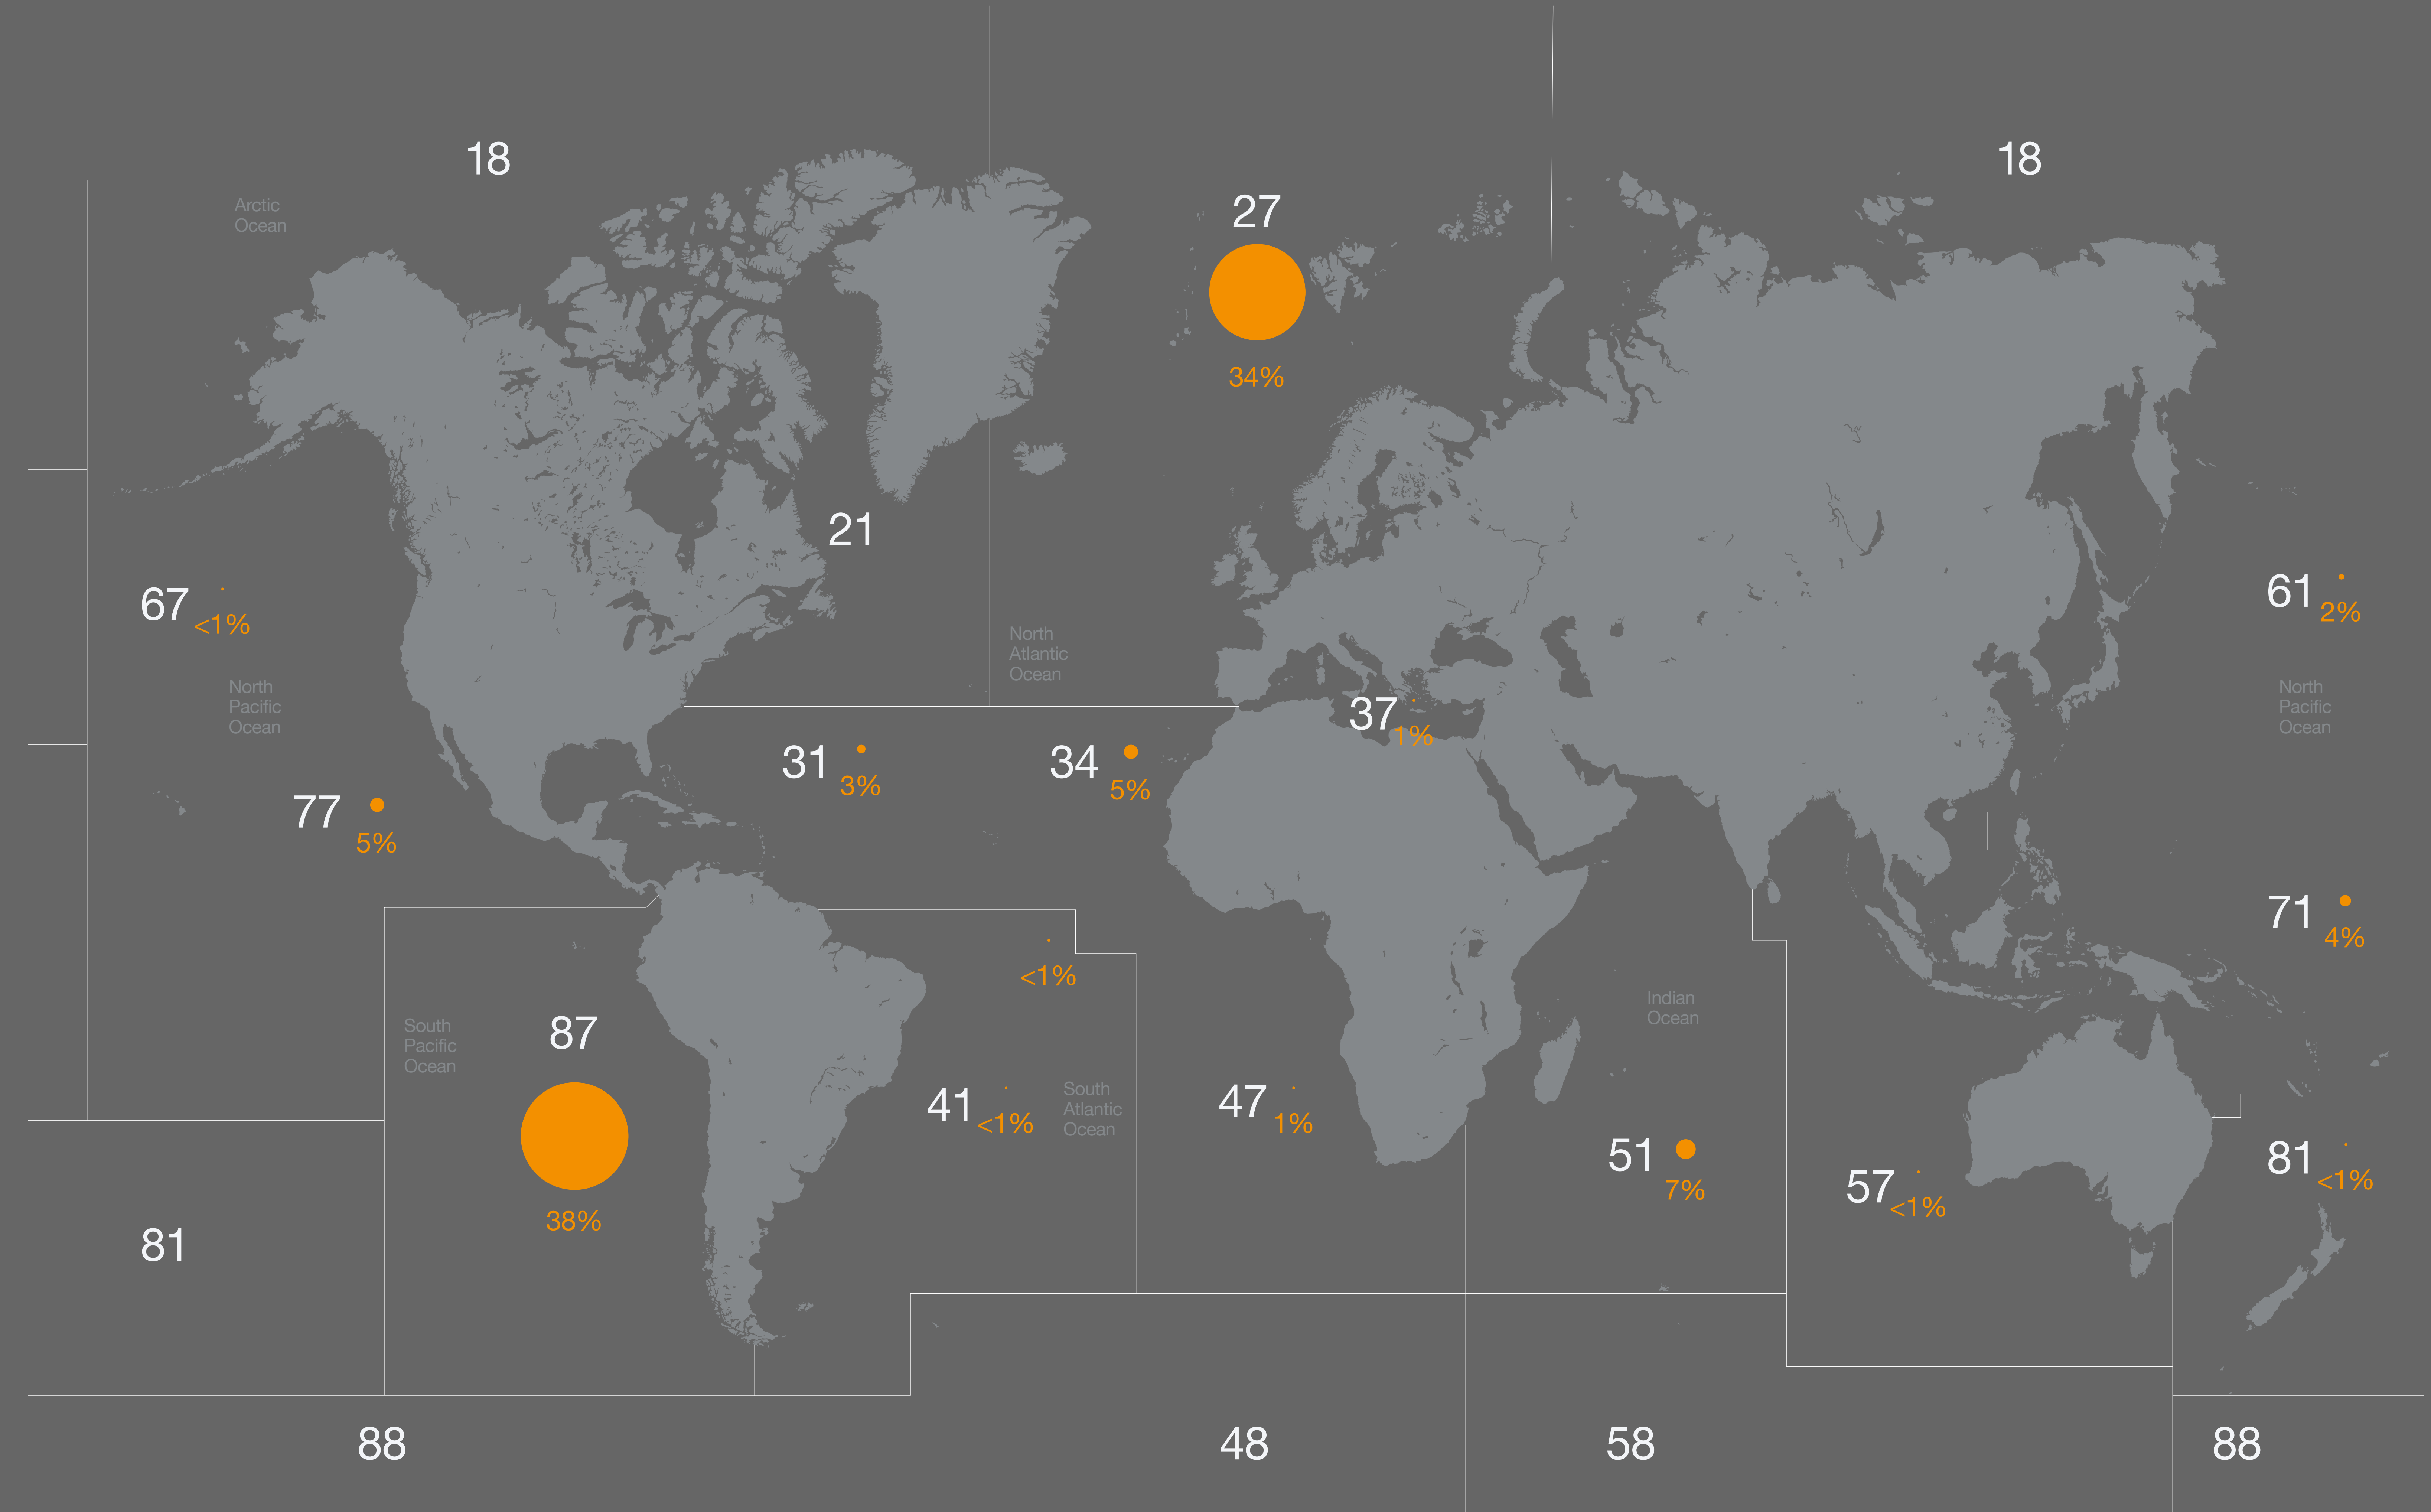 18
18
Arctic
Ocean
27
34%
21
67
<1%
61
2%
North
Atlantic
Ocean
North
Pacific
Ocean
North
Pacific
Ocean
37
1%
31
3%
34
5%
77
5%
71
4%
<1%
Indian
Ocean
South
Pacific
Ocean
87
38%
41
<1%
South
Atlantic
Ocean
47
1%
51
7%
57
<1%
81
<1%
81
88
48
58
88